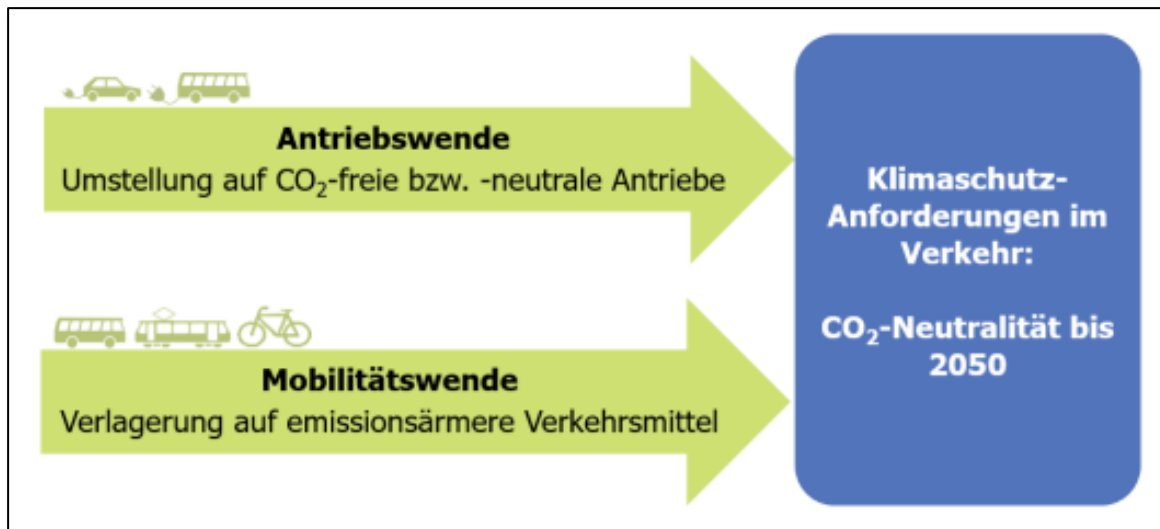 Antriebswende
Umstellung auf CO₂-freie bzw. -neutrale Antriebe
Mobilitätswende
Verlagerung auf emissionsärmere Verkehrsmittel
Klimaschutz-
Anforderungen im
Verkehr:
CO₂-Neutralität bis
2050